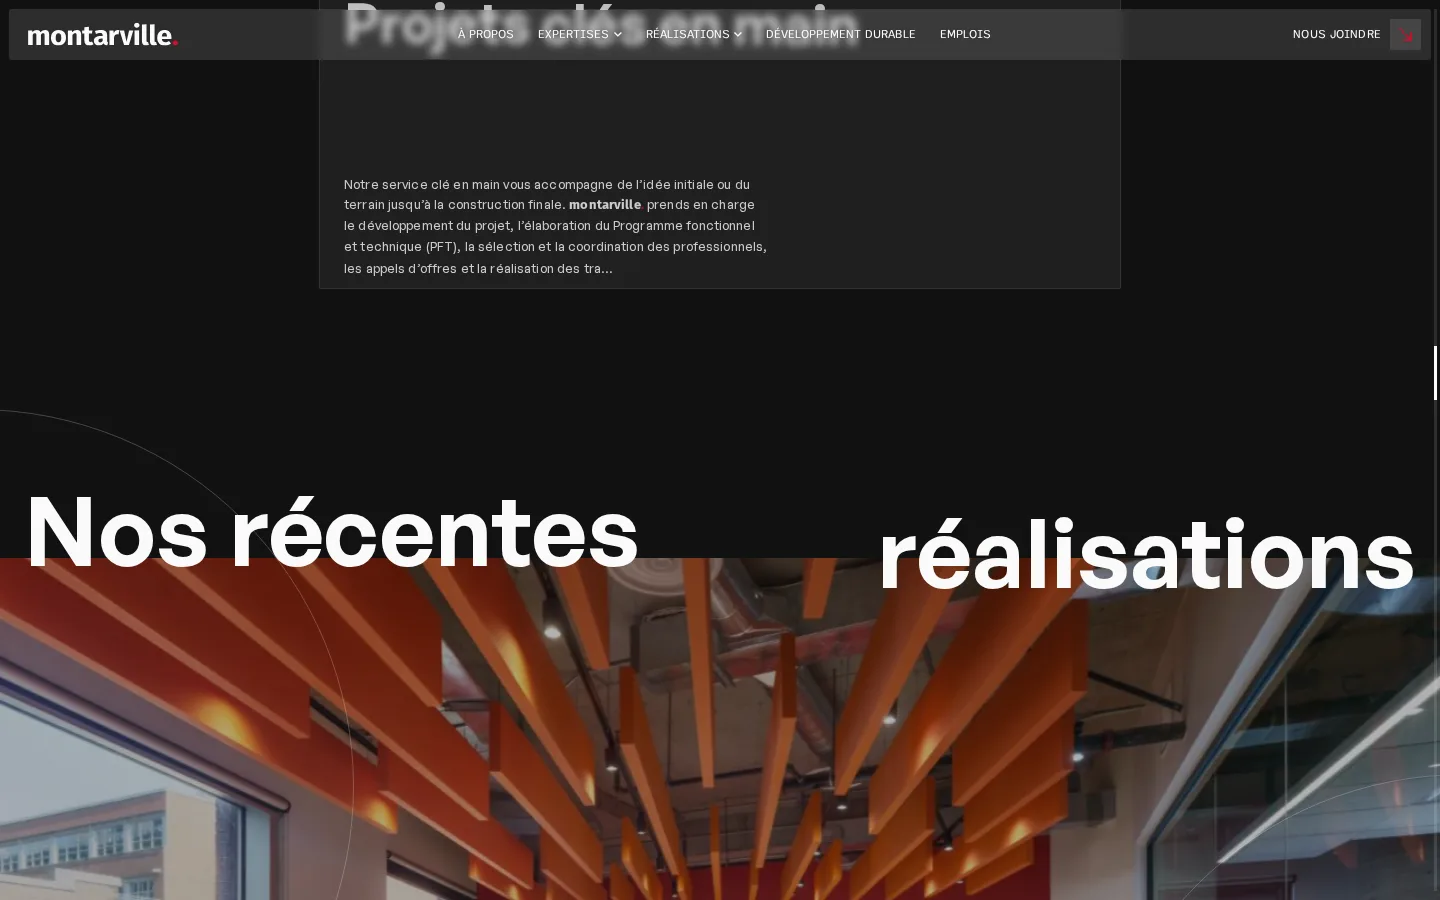 Projets clés en main
montarville.
À PROPOS
EXPERTISES
RÉALISATIONS
DÉVELOPPEMENT DURABLE
EMPLOIS
NOUS JOINDRE
Notre service clé en main vous accompagne de l’idée initiale ou du
terrain jusqu’à la construction finale. montarville. prends en charge
le développement du projet, l’élaboration du Programme fonctionnel
et technique (PFT), la sélection et la coordination des professionnels,
les appels d’offres et la réalisation des tra…
Nos récentes
réalisations